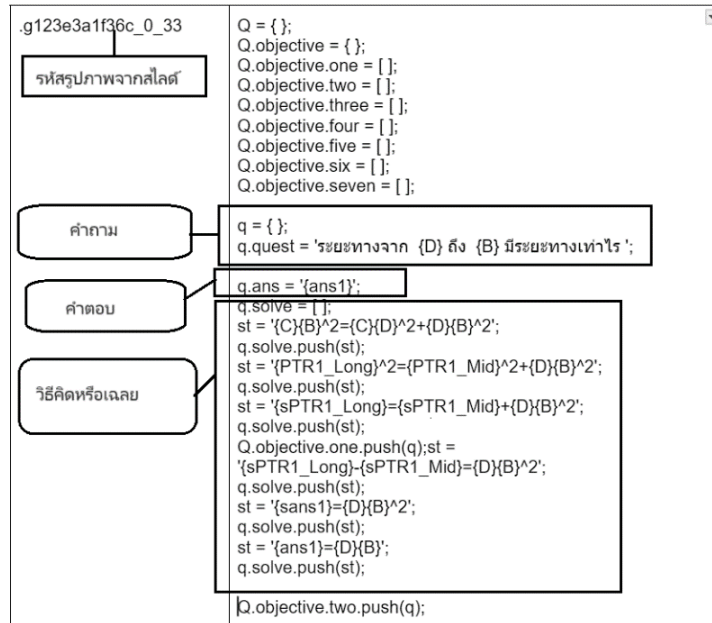 .g123e3a1f36c_0_33
รหัสรูปภาพจากสไลด์
Q = { };
Q.objective = { };
Q.objective.one = [ ];
Q.objective.two = [ ];
Q.objective.three = [ ];
Q.objective.four = [ ];
Q.objective.five = [ ];
Q.objective.six = [ ];
Q.objective.seven = [ ];
คำถาม
q = { };
q.quest = 'ระยะทางจาก {D} ถึง {B} มีระยะทางเท่าไร ';
คำตอบ
q.ans = '{ans1}';
วิธีคิดหรือเฉลย
q.solve = [ ];
st = '{C}{B}^2={C}{D}^2+{D}{B}^2';
q.solve.push(st);
st = '{PTR1_Long}^2={PTR1_Mid}^2+{D}{B}^2';
q.solve.push(st);
st = '{sPTR1_Long}={sPTR1_Mid}+{D}{B}^2';
q.solve.push(st);
Q.objective.one.push(q);st =
'{sPTR1_Long}-{sPTR1_Mid}={D}{B}^2';
q.solve.push(st);
st = '{sans1}={D}{B}^2';
q.solve.push(st);
st = '{ans1}={D}{B}';
q.solve.push(st);
Q.objective.two.push(q);